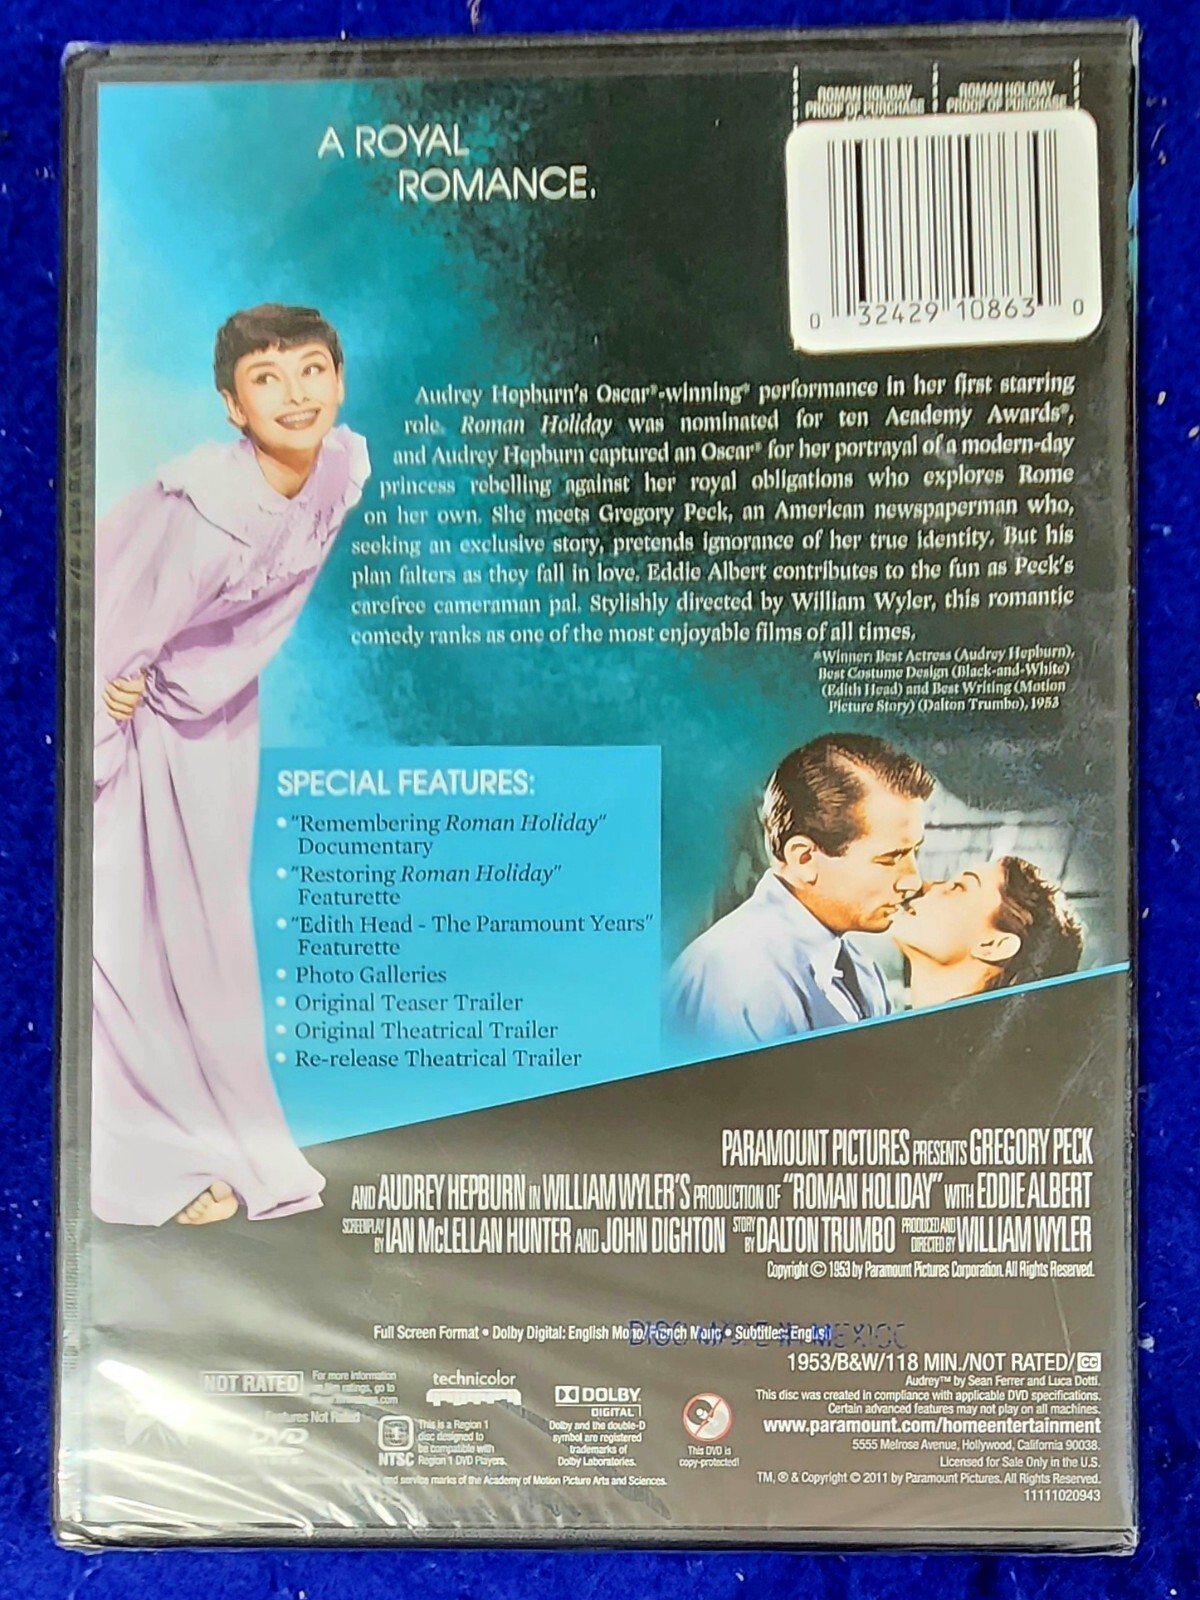 A ROYAL
ROMANCE.
ROMAN HOLIDAY
PROOF OF PURCHASE
ROMAN HOLIDAY
PROOF OF PURCHASE
0 32429 10863 0
Audrey Hepburn's Oscar®-winning* performance in her first starring
role. Roman Holiday was nominated for ten Academy Awards®,
and Audrey Hepburn captured an Oscar® for her portrayal of a modern-day
princess rebelling against her royal obligations who explores Rome
on her own. She meets Gregory Peck, an American newspaperman who,
seeking an exclusive story, pretends ignorance of her true identity. But his
plan falters as they fall in love. Eddie Albert contributes to the fun as Peck's
carefree cameraman pal. Stylishly directed by William Wyler, this romantic
comedy ranks as one of the most enjoyable films of all times.
*Winner: Best Actress (Audrey Hepburn),
Best Costume Design (Black-and-White)
(Edith Head) and Best Writing (Motion
Picture Story) (Dalton Trumbo), 1953
SPECIAL FEATURES:
• "Remembering Roman Holiday"
Documentary
• "Restoring Roman Holiday"
Featurette
• "Edith Head - The Paramount Years"
Featurette
• Photo Galleries
• Original Teaser Trailer
• Original Theatrical Trailer
• Re-release Theatrical Trailer
PARAMOUNT PICTURES PRESENTS GREGORY PECK
AND AUDREY HEPBURN IN WILLIAM WYLER'S PRODUCTION OF "ROMAN HOLIDAY" WITH EDDIE ALBERT
SCREENPLAY BY IAN McLELLAN HUNTER AND JOHN DIGHTON STORY BY DALTON TRUMBO PRODUCED AND DIRECTED BY WILLIAM WYLER
Copyright © 1953 by Paramount Pictures Corporation. All Rights Reserved.
Full Screen Format • Dolby Digital: English Mono/French Mono • Subtitles: English
DISC MADE IN MEXICO
1953/B&W/118 MIN./NOT RATED/CC
Audrey™ by Sean Ferrer and Luca Dotti.
This disc was created in compliance with applicable DVD specifications.
Certain advanced features may not play on all machines.
www.paramount.com/homeentertainment
5555 Melrose Avenue, Hollywood, California 90038.
Licensed for Sale Only in the U.S.
TM, ® & Copyright © 2011 by Paramount Pictures. All Rights Reserved.
11111020943
NOT RATED
For more information
on film ratings, go to
Features Not Rated
DVD
technicolor
1
NTSC
This is a Region 1
disc designed to
be compatible with
Region 1 DVD Players.
DOLBY
DIGITAL
Dolby and the double-D
symbol are registered
trademarks of
Dolby Laboratories.
This DVD is
copy-protected!
and service marks of the Academy of Motion Picture Arts and Sciences.